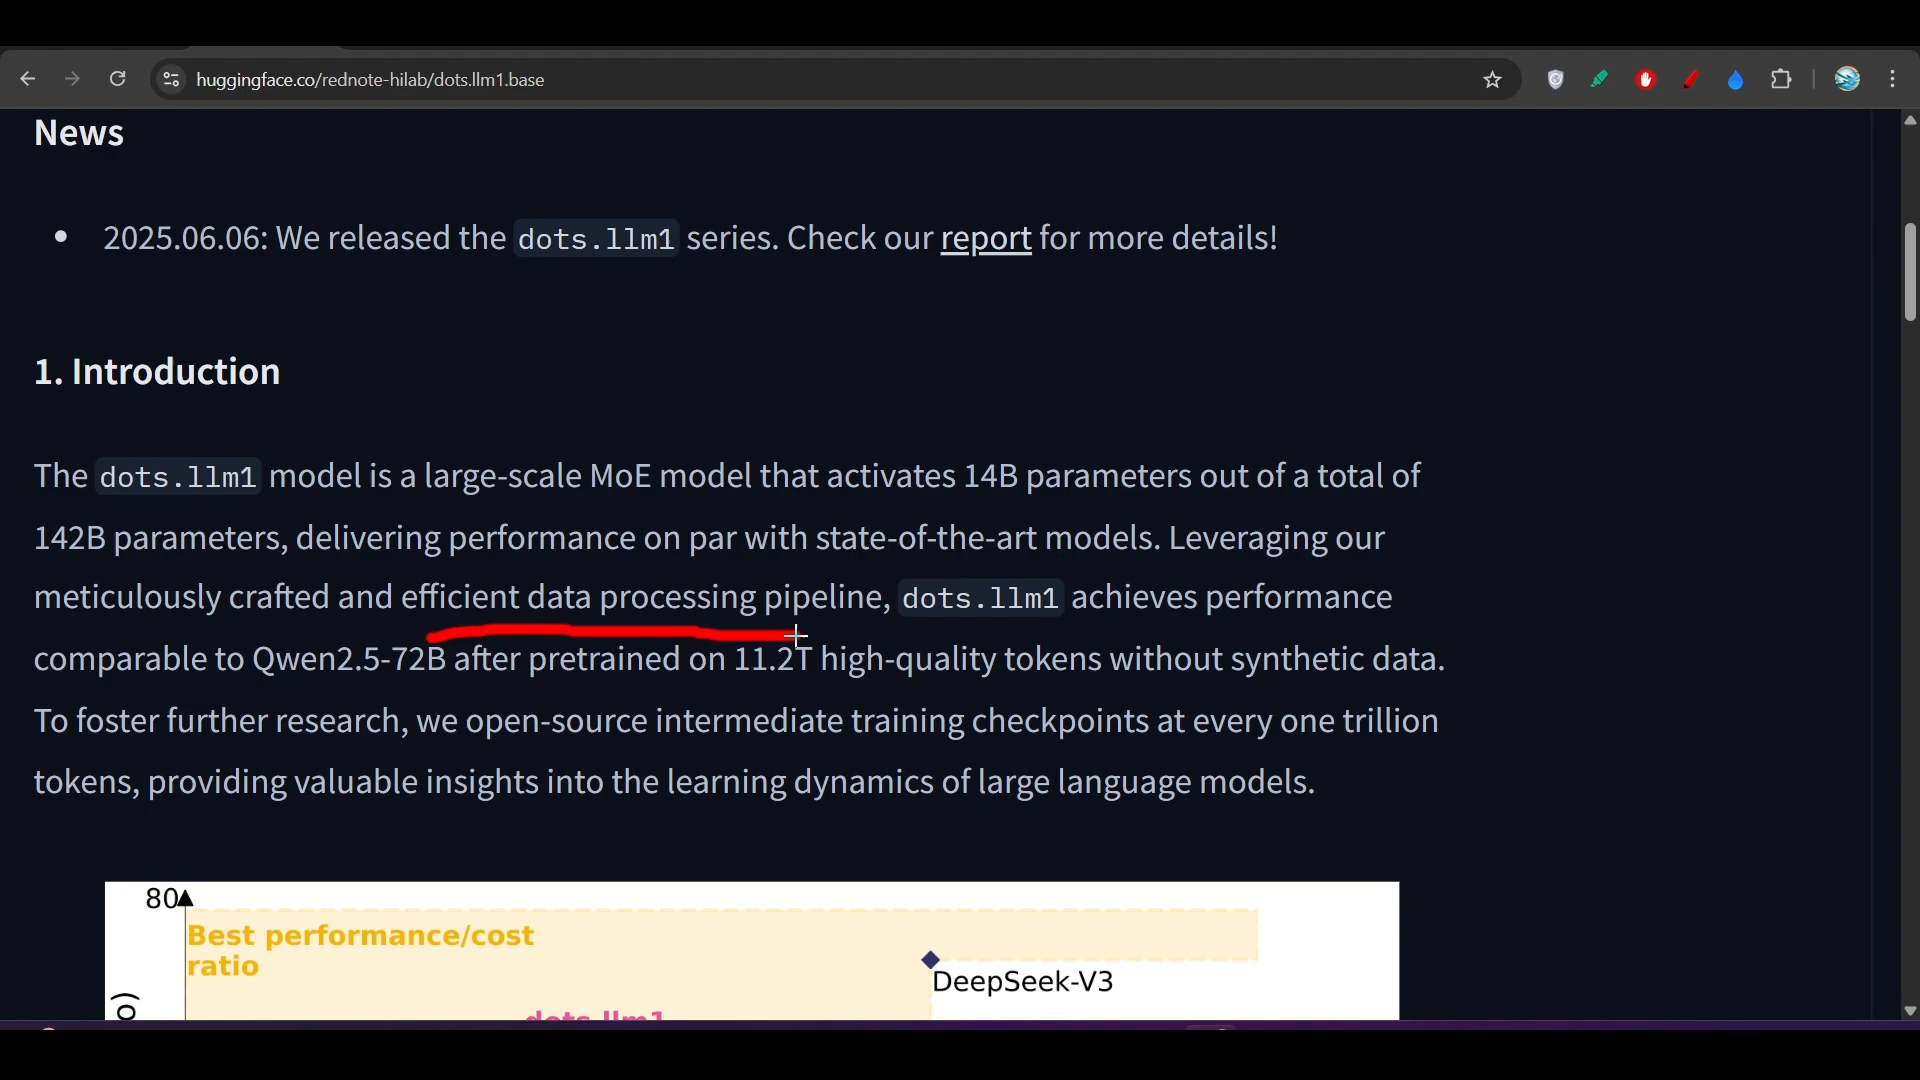 huggingface.co/rednote-hilab/dots.llm1.base
News
2025.06.06: We released the dots.llm1 series. Check our report for more details!
1. Introduction
The dots.llm1 model is a large-scale MoE model that activates 14B parameters out of a total of
142B parameters, delivering performance on par with state-of-the-art models. Leveraging our
meticulously crafted and efficient data processing pipeline, dots.llm1 achieves performance
comparable to Qwen2.5-72B after pretrained on 11.2T high-quality tokens without synthetic data.
To foster further research, we open-source intermediate training checkpoints at every one trillion
tokens, providing valuable insights into the learning dynamics of large language models.
80
Best performance/cost
ratio
DeepSeek-V3
dots.llm1